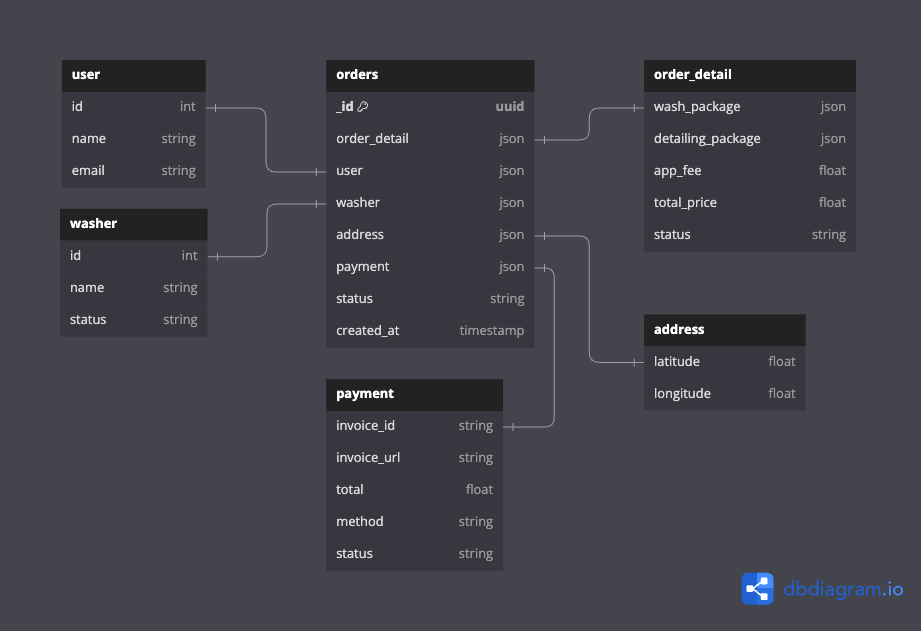 user
id int
name string
email string
washer
id int
name string
status string
orders
_id uuid
order_detail json
user json
washer json
address json
payment json
status string
created_at timestamp
payment
invoice_id string
invoice_url string
total float
method string
status string
order_detail
wash_package json
detailing_package json
app_fee float
total_price float
status string
address
latitude float
longitude float
dbdiagram.io